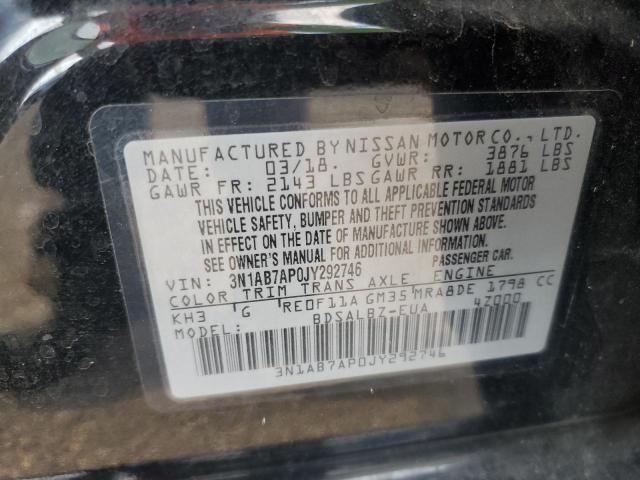 MANUFACTURED BY NISSAN MOTOR CO., LTD.
DATE: 03/18. GVWR: 3876 LBS
GAWR FR: 2143 LBS GAWR RR: 1881 LBS
THIS VEHICLE CONFORMS TO ALL APPLICABLE FEDERAL MOTOR
VEHICLE SAFETY, BUMPER AND THEFT PREVENTION STANDARDS
IN EFFECT ON THE DATE OF MANUFACTURE SHOWN ABOVE.
SEE OWNER'S MANUAL FOR ADDITIONAL INFORMATION.
VIN: 3N1AB7AP0JY292746 PASSENGER CAR.
COLOR TRIM TRANS AXLE ENGINE
KH3 G RE0F11A GM35 MRA8DE 1798 CC
MODEL: BDSALBZ-EUA 4Z000
3N1AB7AP0JY292746